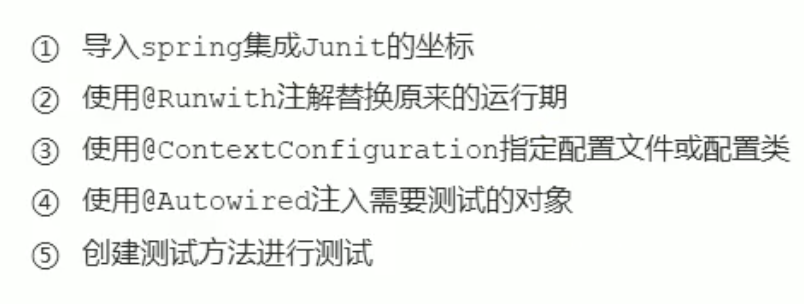 ① 导入spring集成Junit的坐标
② 使用@Runwith注解替换原来的运行期
③ 使用@ContextConfiguration指定配置文件或配置类
④ 使用@Autowired注入需要测试的对象
⑤ 创建测试方法进行测试